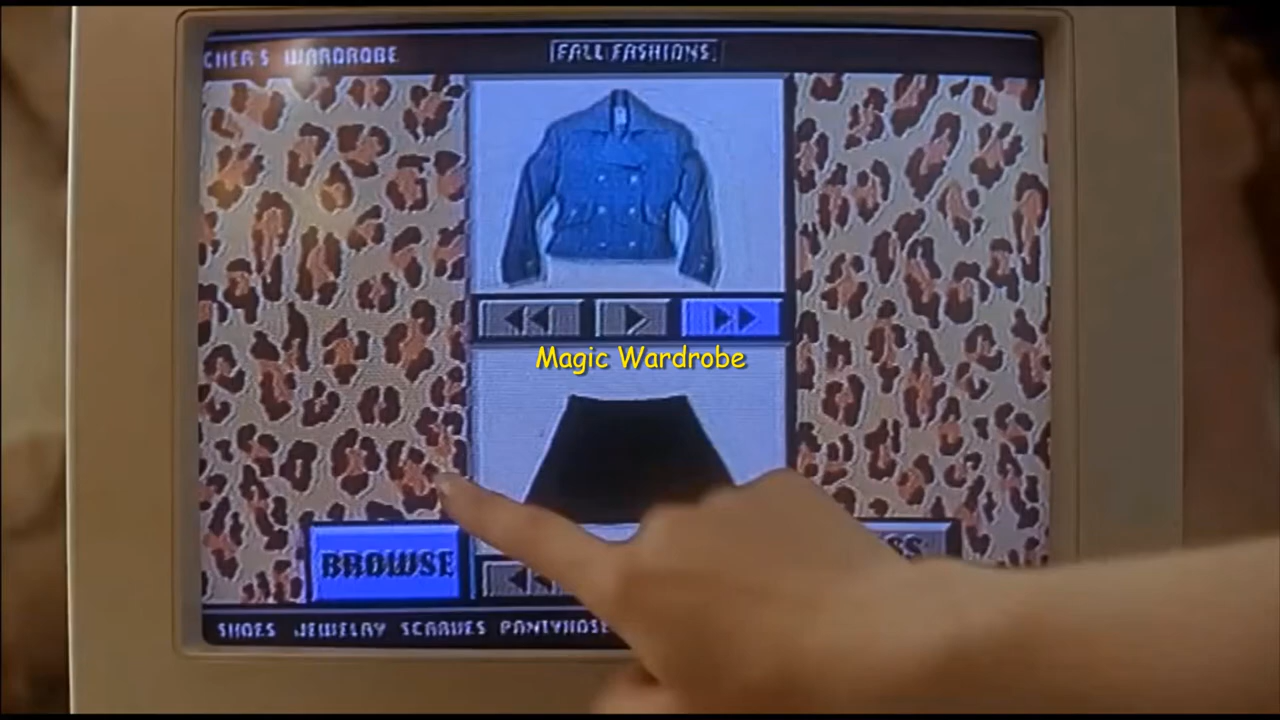 CHER'S WARDROBE
FALL FASHIONS
Magic Wardrobe
BROWSE
SHOES JEWELRY SCARVES PANTYHOSE